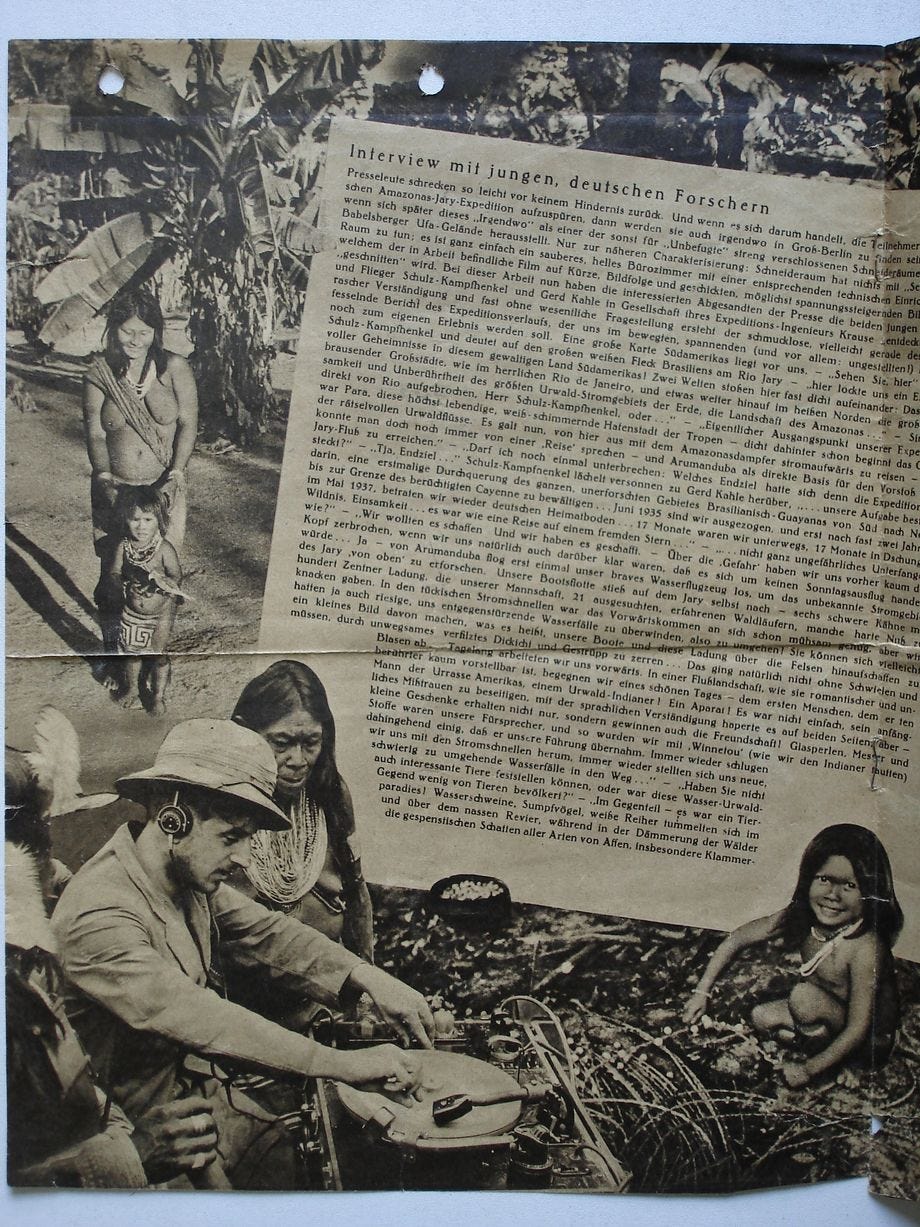 Interview mit jungen, deutschen Forschern
Presseleute schrecken so leicht vor keinem Hindernis zurück. Und wenn es sich darum handelt, die Teilnehmer
schen Amazonas-Jary-Expedition aufzuspüren, dann werden sie auch irgendwo in Groß-Berlin zu finden sein
wenn sich später dieses „Irgendwo" als einer der sonst für „Unbefugte" streng verschlossenen Schneideräume
Babelsberger Ufa-Gelände herausstellt. Nur zur näheren Charakterisierung: Schneideraum hat nichts mit
Raum zu tun; es ist ganz einfach ein sauberes, helles Bürozimmer mit einer entsprechenden technischen
welchem der in Arbeit befindliche Film auf Kürze, Bildfolge und geschickten, möglichst spannungssteigernden
„geschnitten" wird. Bei dieser Arbeit nun haben die interessierten Abgesandten der Presse die beiden jungen
und Flieger Schulz-Kampfhenkel und Gerd Kahle in Gesellschaft ihres Expeditions-Ingenieurs Krause
rascher Verständigung und fast ohne wesentliche Fragestellung ersteht der schmucklose, vielleicht gerade
fesselnde Bericht des Expeditionsverlaufs, der uns im bewegten, spannenden (und vor allem: ungestellten!)
noch zum eigenen Erlebnis werden soll. Eine große Karte Südamerikas liegt vor uns. — „Sehen Sie, hier"
Schulz-Kampfhenkel und deutet auf den großen weißen Fleck Brasiliens am Rio Jary — „hier lockte uns ein
voller Geheimnisse in diesem gewaltigen Land Südamerikas! Zwei Welten stoßen hier fast dicht aufeinander:
brausender Großstädte, wie im herrlichen Rio de Janeiro, und etwas weiter hinauf im heißen Norden die
samkeit und Unberührtheit des größten Urwald-Stromgebietes der Erde, die Landschaft des Amazonas . . ." —
direkt von Rio aufgebrochen, Herr Schulz-Kampfhenkel, oder . . ." — „Eigentlicher Ausgangspunkt unserer
war Para, diese höchst lebendige, weiß-schimmernde Hafenstadt der Tropen — dicht dahinter schon beginnt das
der rätselvollen Urwaldflüsse. Es galt nun, von hier aus mit dem Amazonasdampfer stromaufwärts zu reisen —
konnte man doch noch immer von einer ‚Reise' sprechen — und Arumanduba als direkte Basis für den Vorstoß
Jary-Fluß zu erreichen." — „Darf ich noch einmal unterbrechen: Welches Endziel hatte sich denn die
steckt?" — „Tja, Endziel . . ." Schulz-Kampfhenkel lächelt versonnen zu Gerd Kahle herüber, „. . . unsere Aufgabe
darin, eine erstmalige Durchquerung des ganzen, unerforschten Gebietes Brasilianisch-Guayanas von Süd nach
bis zur Grenze des berüchtigten Cayenne zu bewältigen . . . Juni 1935 sind wir ausgezogen, und erst nach fast zwei
im Mai 1937, betraten wir wieder deutschen Heimatboden . . . 17 Monate waren wir unterwegs, 17 Monate in
Wildnis, Einsamkeit . . . es war wie eine Reise auf einem fremden Stern . . ." — „. . . nicht ganz ungefährliches
wie?" — „Wir wollten es schaffen! Und wir haben es geschafft. — Über die ‚Gefahr' haben wir uns vorher kaum
Kopf zerbrochen, wenn wir uns natürlich auch darüber klar waren, daß es sich um keinen Sonntagsausflug
würde . . . Ja — von Arumanduba flog erst einmal unser braves Wasserflugzeug los, um das unbekannte
des Jary ‚von oben' zu erforschen. Unsere Bootsflotte stieß auf dem Jary selbst nach — sechs schwere Kähne
hundert Zentner Ladung, die unserer Mannschaft, 21 ausgesuchten, erfahrenen Waldläufern, manche harte Nuß zu
knacken gaben. In den tückischen Stromschnellen war das Vorwärtskommen an sich schon mühsam genug, aber wir
hatten ja auch riesige, uns entgegenstürzende Wasserfälle zu überwinden, also zu umgehen! Sie können sich vielleicht
ein kleines Bild davon machen, was es heißt, unsere Boote und diese Ladung über die Felsen hinaufschaffen zu
müssen, durch unwegsames verfilztes Dickicht und Gestrüpp zu zerren . . . Das ging natürlich nicht ohne Schwielen und
Blasen ab — Tagelang arbeiteten wir uns vorwärts. In einer Flußlandschaft, wie sie romantischer und un-
berührter kaum vorstellbar ist, begegnen wir eines schönen Tages — dem ersten Menschen, dem ersten
Mann der Urrasse Amerikas, einem Urwald-Indianer! Ein Aparai! Es war nicht einfach, sein anfäng-
liches Mißtrauen zu beseitigen, mit der sprachlichen Verständigung haperte es auf beiden Seiten, aber —
kleine Geschenke erhalten nicht nur, sondern gewinnen auch die Freundschaft! Glasperlen, Messer und
Stoffe waren unsere Fürsprecher, und so wurden wir mit ‚Winnetou' (wie wir den Indianer tauften)
dahingehend einig, daß er unsere Führung übernahm. Immer wieder schlugen
wir uns mit den Stromschnellen herum, immer wieder stellten sich uns neue,
schwierig zu umgehende Wasserfälle in den Weg . . ." — „Haben Sie nicht
auch interessante Tiere feststellen können, oder war diese Wasser-Urwald-
Gegend wenig von Tieren bevölkert?" — „Im Gegenteil — es war ein Tier-
paradies! Wasserschweine, Sumpfvögel, weiße Reiher tummelten sich im
und über dem nassen Revier, während in der Dämmerung der Wälder
die gespenstischen Schatten aller Arten von Affen, insbesondere Klammer-